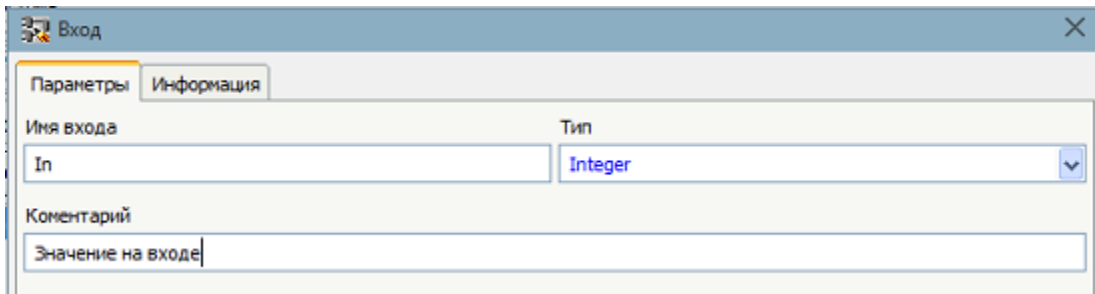 Вход
Параметры Информация
Имя входа Тип
In Integer
Коментарий
Значение на входе